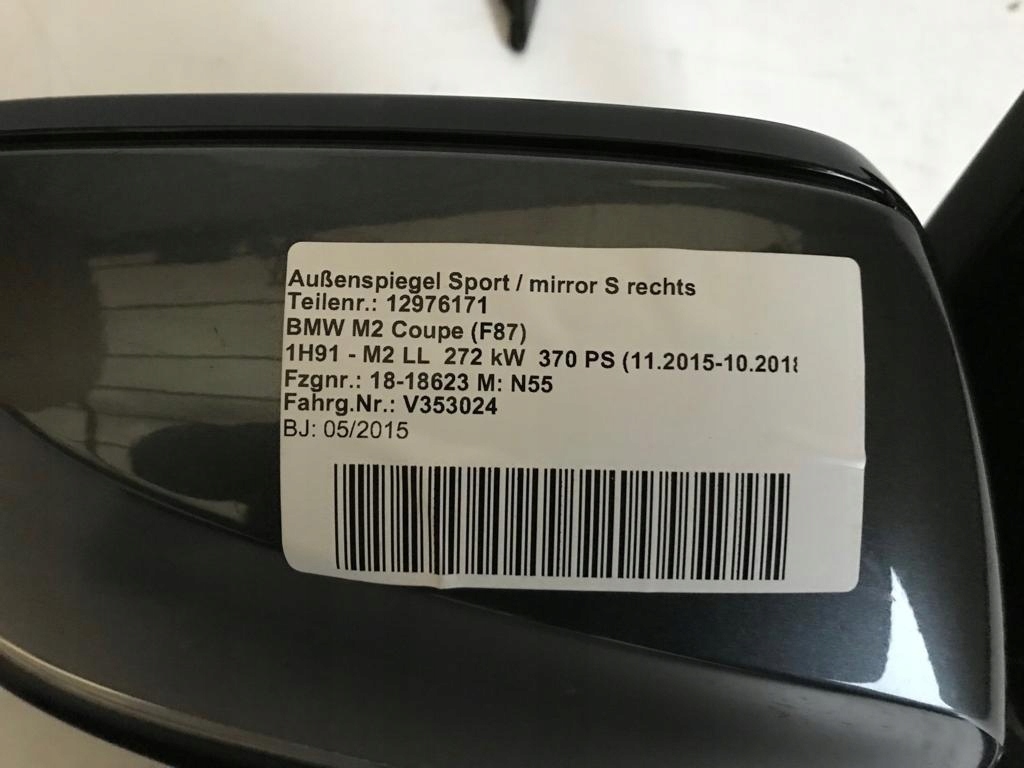 Außenspiegel Sport / mirror S rechts
Teilenr.: 12976171
BMW M2 Coupe (F87)
1H91 - M2 LL 272 kW 370 PS (11.2015-10.2018
Fzgnr.: 18-18623 M: N55
Fahrg.Nr.: V353024
BJ: 05/2015